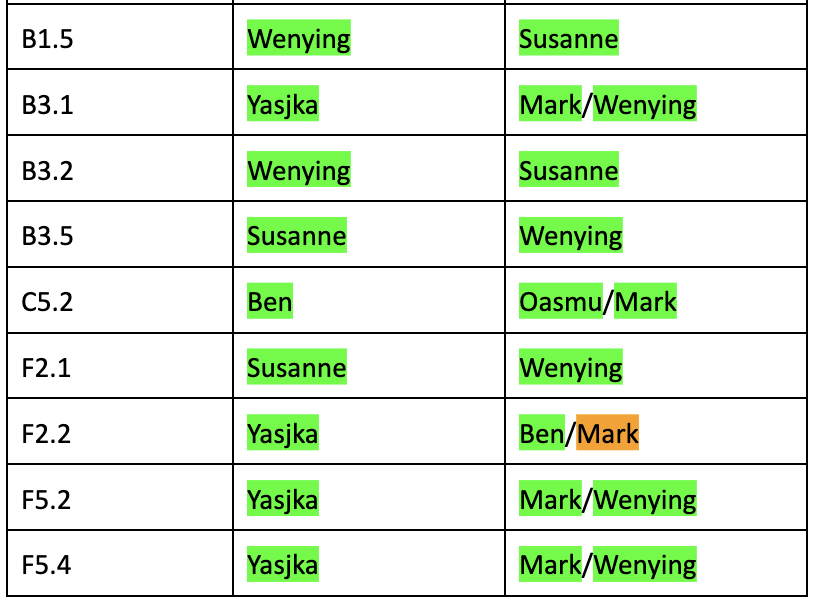 B1.5 Wenying Susanne
B3.1 Yasjka Mark/Wenying
B3.2 Wenying Susanne
B3.5 Susanne Wenying
C5.2 Ben Oasmu/Mark
F2.1 Susanne Wenying
F2.2 Yasjka Ben/Mark
F5.2 Yasjka Mark/Wenying
F5.4 Yasjka Mark/Wenying